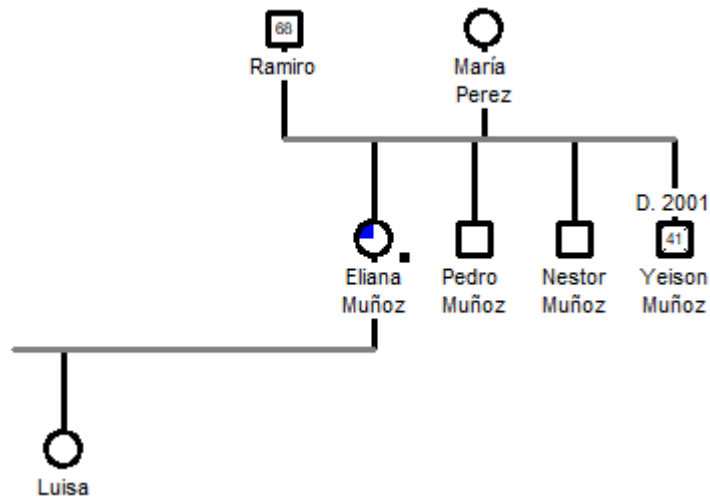 68
Ramiro
María
Perez
D. 2001
41
Eliana
Muñoz
Pedro
Muñoz
Nestor
Muñoz
Yeison
Muñoz
Luisa